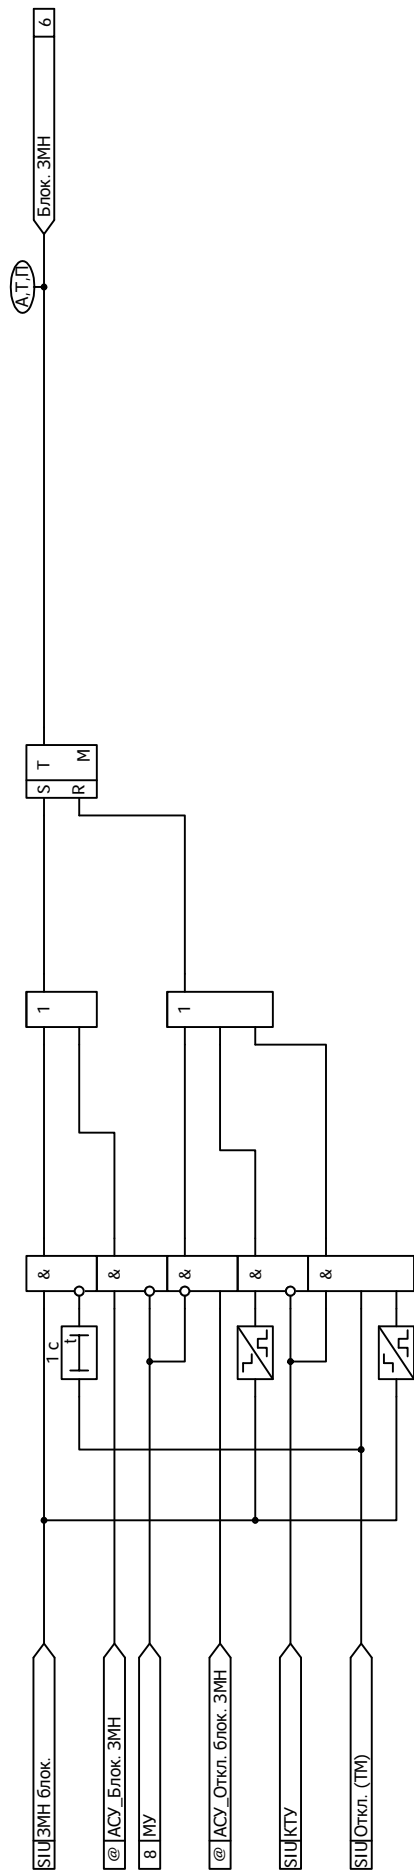 SIU ЗМН блок.
@ АСУ_Блок. ЗМН
8 МУ
@ АСУ_Откл. блок. ЗМН
SIU КТУ
SIU Откл. (ТМ)
1 с
t
&
&
&
&
&
1
1
S T
R M
А,Т,П
Блок. ЗМН 6